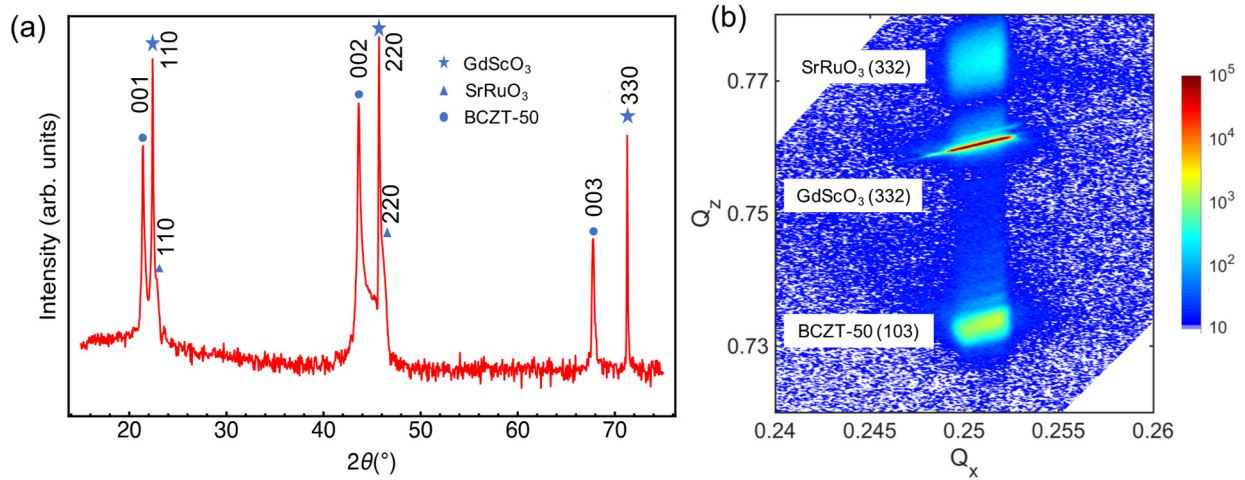 (a)
Intensity (arb. units)
001
110
110
002
220
220
003
330
GdScO₃
SrRuO₃
BCZT-50
20
30
40
50
60
70
2θ(°)
(b)
Q_z
0.77
0.75
0.73
SrRuO₃ (332)
GdScO₃ (332)
BCZT-50 (103)
0.24
0.245
0.25
0.255
0.26
Q_x
10⁵
10⁴
10³
10²
10